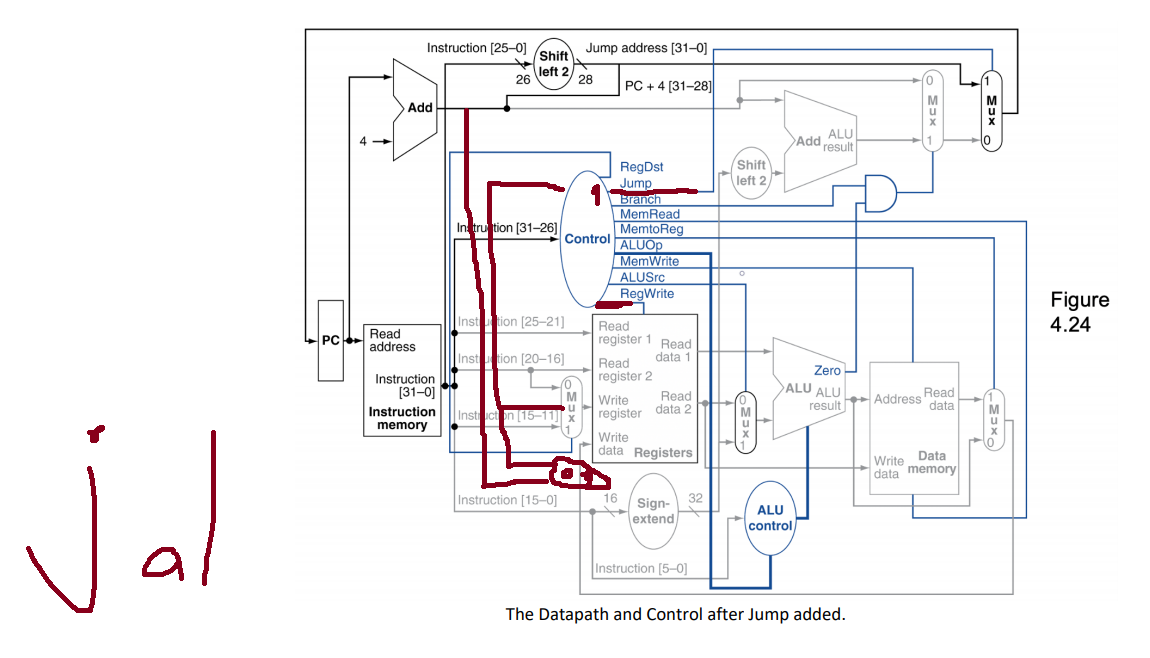 Instruction [25–0]
Shift
left 2
Jump address [31–0]
26
28
PC + 4 [31–28]
Add
4
0
M
u
x
1
1
M
u
x
0
Add
ALU
result
Shift
left 2
RegDst
Jump
Branch
MemRead
MemtoReg
ALUOp
MemWrite
ALUSrc
RegWrite
1
Control
Instruction [31–26]
Figure
4.24
PC
Read
address
Instruction
[31–0]
Instruction
memory
Instruction [25–21]
Instruction [20–16]
Instruction [15–11]
0
M
u
x
1
Read
register 1
Read
register 2
Write
register
Write
data
Read
data 1
Read
data 2
Registers
0
M
u
x
1
Zero
ALU
ALU
result
Address
Read
data
Write
data
Data
memory
1
M
u
x
0
jal
Instruction [15–0]
16
Sign-
extend
32
ALU
control
Instruction [5–0]
The Datapath and Control after Jump added.